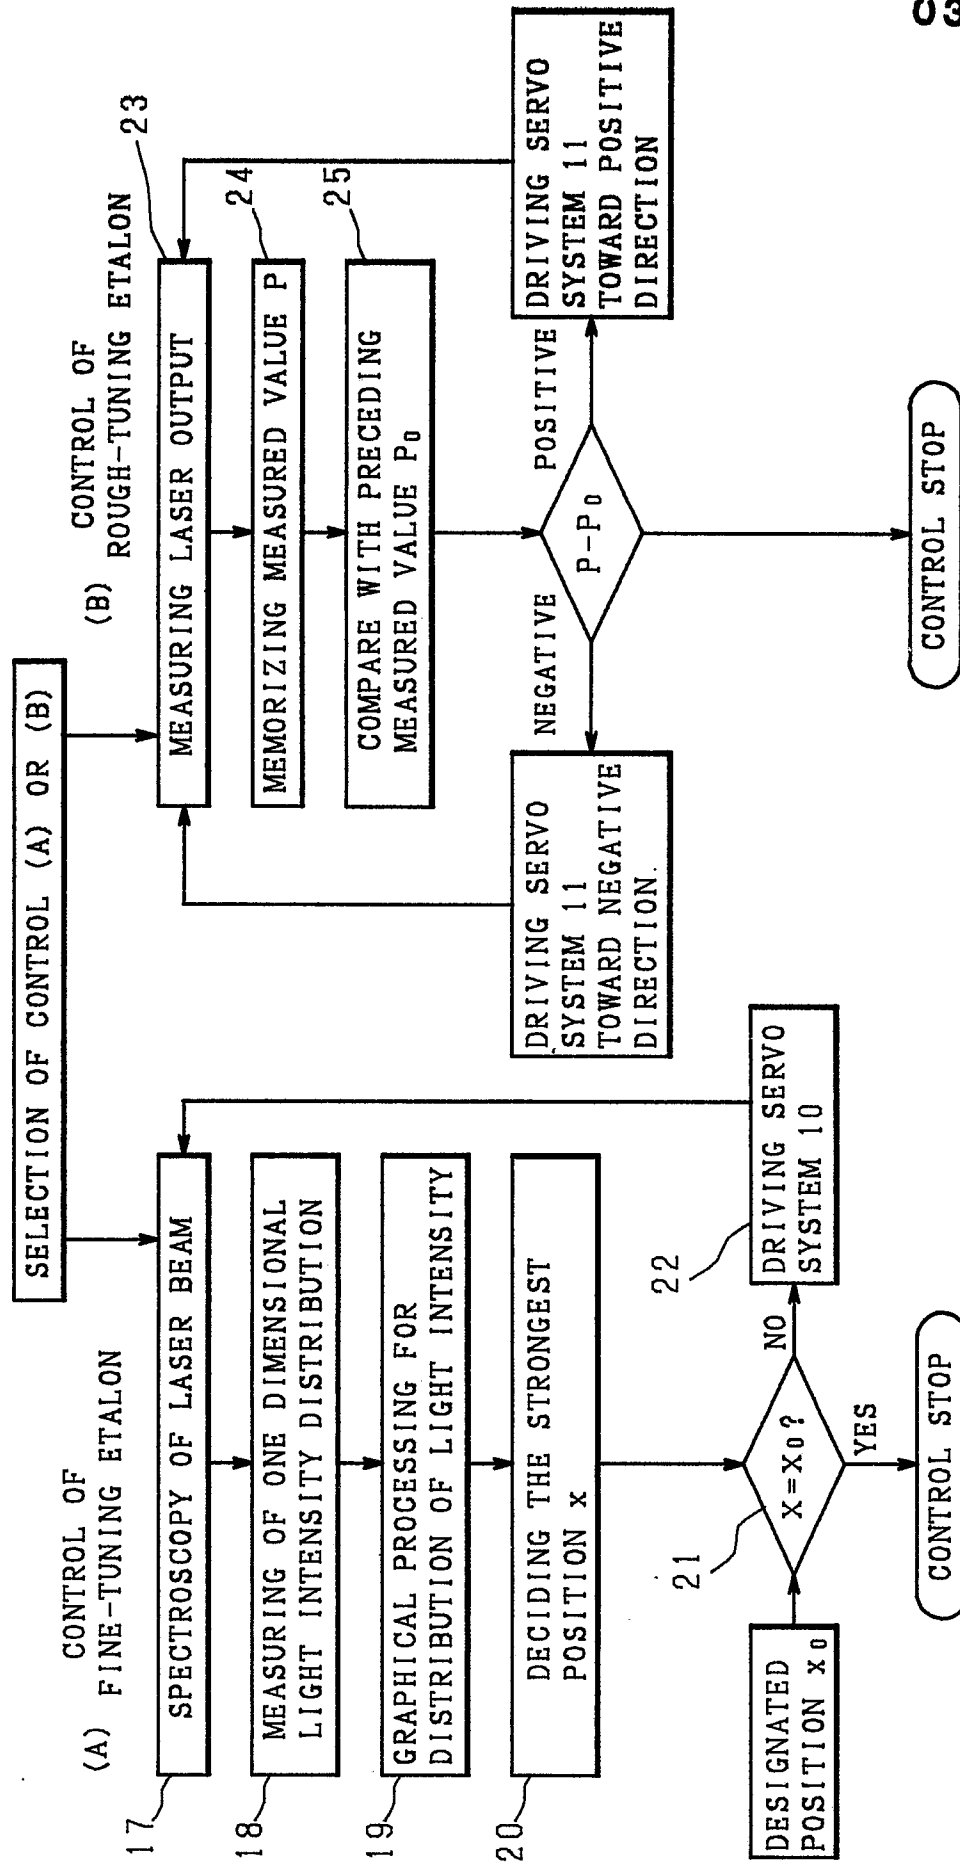 SELECTION OF CONTROL (A) OR (B)
CONTROL OF
(A) FINE-TUNING ETALON
17
SPECTROSCOPY OF LASER BEAM
18
MEASURING OF ONE DIMENSIONAL
LIGHT INTENSITY DISTRIBUTION
19
GRAPHICAL PROCESSING FOR
DISTRIBUTION OF LIGHT INTENSITY
20
DECIDING THE STRONGEST
POSITION x
DESIGNATED
POSITION x0
21
X=X0?
NO
YES
22
DRIVING SERVO
SYSTEM 10
CONTROL STOP
CONTROL OF
(B) ROUGH-TUNING ETALON
23
MEASURING LASER OUTPUT
24
MEMORIZING MEASURED VALUE P
25
COMPARE WITH PRECEDING
MEASURED VALUE P0
NEGATIVE
P-P0
POSITIVE
DRIVING SERVO
SYSTEM 11
TOWARD NEGATIVE
DIRECTION.
DRIVING SERVO
SYSTEM 11
TOWARD POSITIVE
DIRECTION
CONTROL STOP